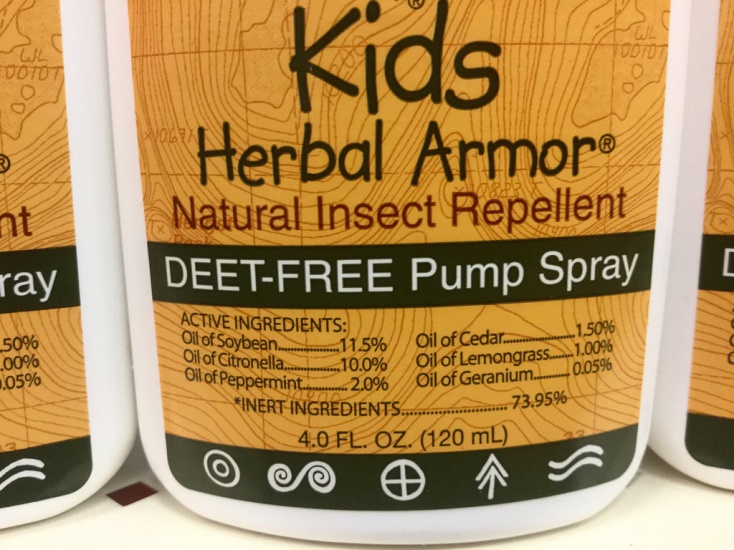 Kids
Herbal Armor®
Natural Insect Repellent
DEET-FREE Pump Spray
ACTIVE INGREDIENTS:
Oil of Soybean..................11.5%
Oil of Citronella................10.0%
Oil of Peppermint............. 2.0%
Oil of Cedar....................1.50%
Oil of Lemongrass.......1.00%
Oil of Geranium.......... 0.05%
*INERT INGREDIENTS.......................... 73.95%
4.0 FL. OZ. (120 mL)
®
nt
ray
.50%
.00%
.05%